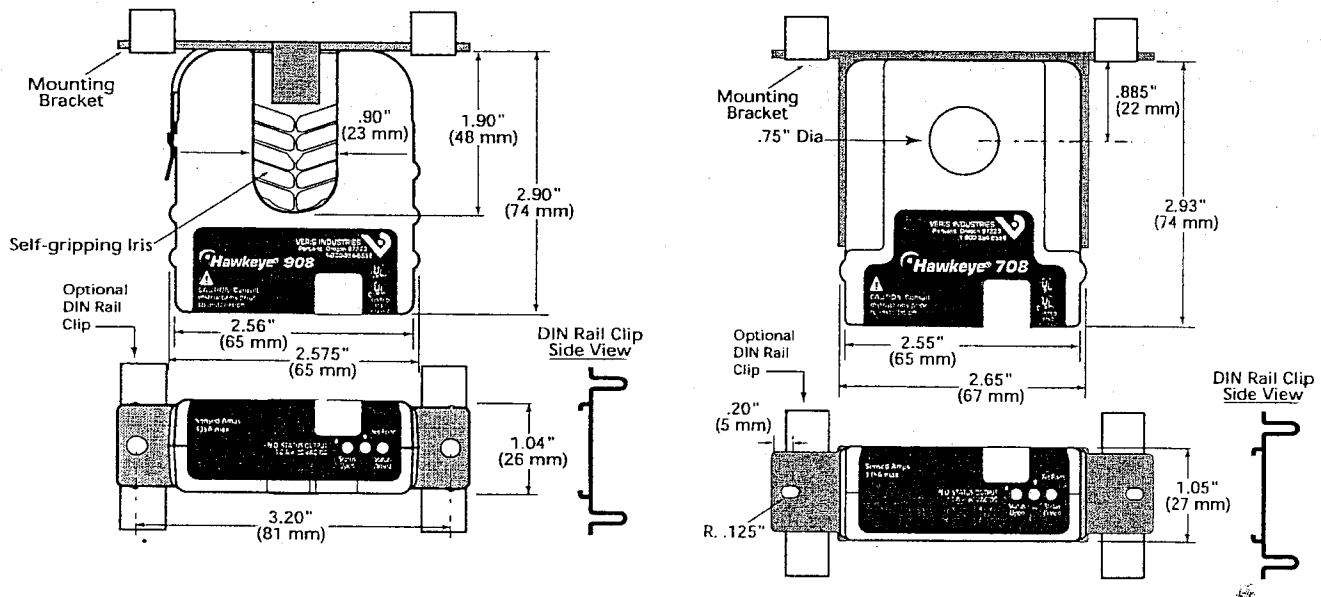 Mounting
Bracket
.90"
(23 mm)
1.90"
(48 mm)
2.90"
(74 mm)
Self-gripping Iris
VERIS INDUSTRIES
Hawkeye® 908
Optional
DIN Rail
Clip
2.56"
(65 mm)
2.575"
(65 mm)
DIN Rail Clip
Side View
1.04"
(26 mm)
3.20"
(81 mm)
Mounting
Bracket
.75" Dia
.885"
(22 mm)
2.93"
(74 mm)
VERIS INDUSTRIES
Hawkeye® 708
Optional
DIN Rail
Clip
2.55"
(65 mm)
2.65"
(67 mm)
DIN Rail Clip
Side View
.20"
(5 mm)
Sensed Amps
1.05"
(27 mm)
R. .125"